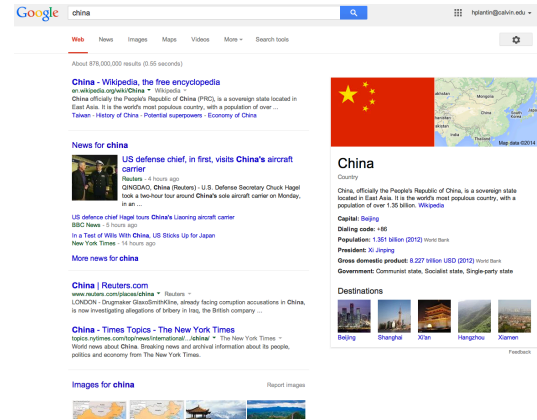 Google china hplantin@calvin.edu
Web News Images Maps Videos More Search tools
About 878,000,000 results (0.55 seconds)
China - Wikipedia, the free encyclopedia
en.wikipedia.org/wiki/China Wikipedia
China officially the People's Republic of China (PRC), is a sovereign state located in
East Asia. It is the world's most populous country, with a population of over ...
Taiwan - History of China - Potential superpowers - Economy of China
News for china
US defense chief, in first, visits China's aircraft
carrier
Reuters - 4 hours ago
QINGDAO, China (Reuters) - U.S. Defense Secretary Chuck Hagel
took a two-hour tour around China's sole aircraft carrier on Monday,
in an ...
US defence chief Hagel tours China's Liaoning aircraft carrier
BBC News - 5 hours ago
In a Test of Wills With China, US Sticks Up for Japan
New York Times - 14 hours ago
More news for china
China | Reuters.com
www.reuters.com/places/china Reuters
LONDON - Drugmaker GlaxoSmithKline, already facing corruption accusations in China,
is now investigating allegations of bribery in Iraq, the British company ...
China - Times Topics - The New York Times
topics.nytimes.com/top/news/international/.../china/ The New York Times
World news about China. Breaking news and archival information about its people,
politics and economy from The New York Times.
Images for china Report images
Mongolia
China
South Korea
India
Thailand
Map data ©2014
China
Country
China, officially the People's Republic of China, is a sovereign state
located in East Asia. It is the world's most populous country, with a
population of over 1.35 billion. Wikipedia
Capital: Beijing
Dialing code: +86
Population: 1.351 billion (2012) World Bank
President: Xi Jinping
Gross domestic product: 8.227 trillion USD (2012) World Bank
Government: Communist state, Socialist state, Single-party state
Destinations
Beijing Shanghai Xi'an Hangzhou Xiamen
Feedback